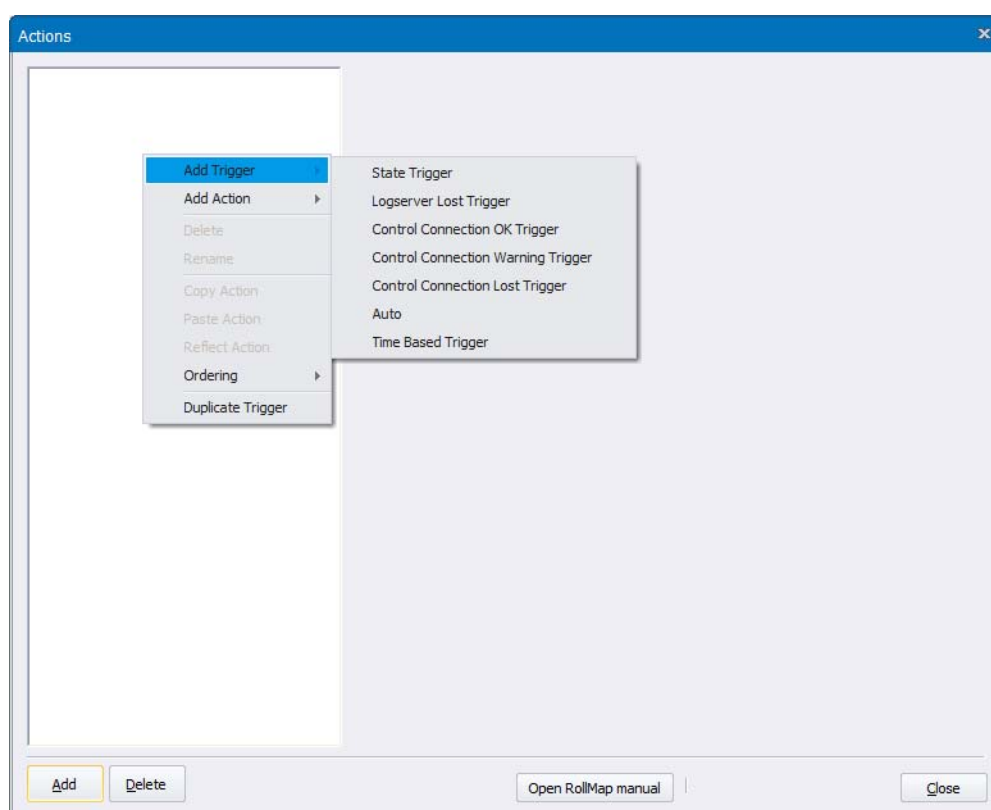 Actions
Add Trigger
Add Action
Delete
Rename
Copy Action
Paste Action
Reflect Action
Ordering
Duplicate Trigger
State Trigger
Logserver Lost Trigger
Control Connection OK Trigger
Control Connection Warning Trigger
Control Connection Lost Trigger
Auto
Time Based Trigger
Add Delete Open RollMap manual Close